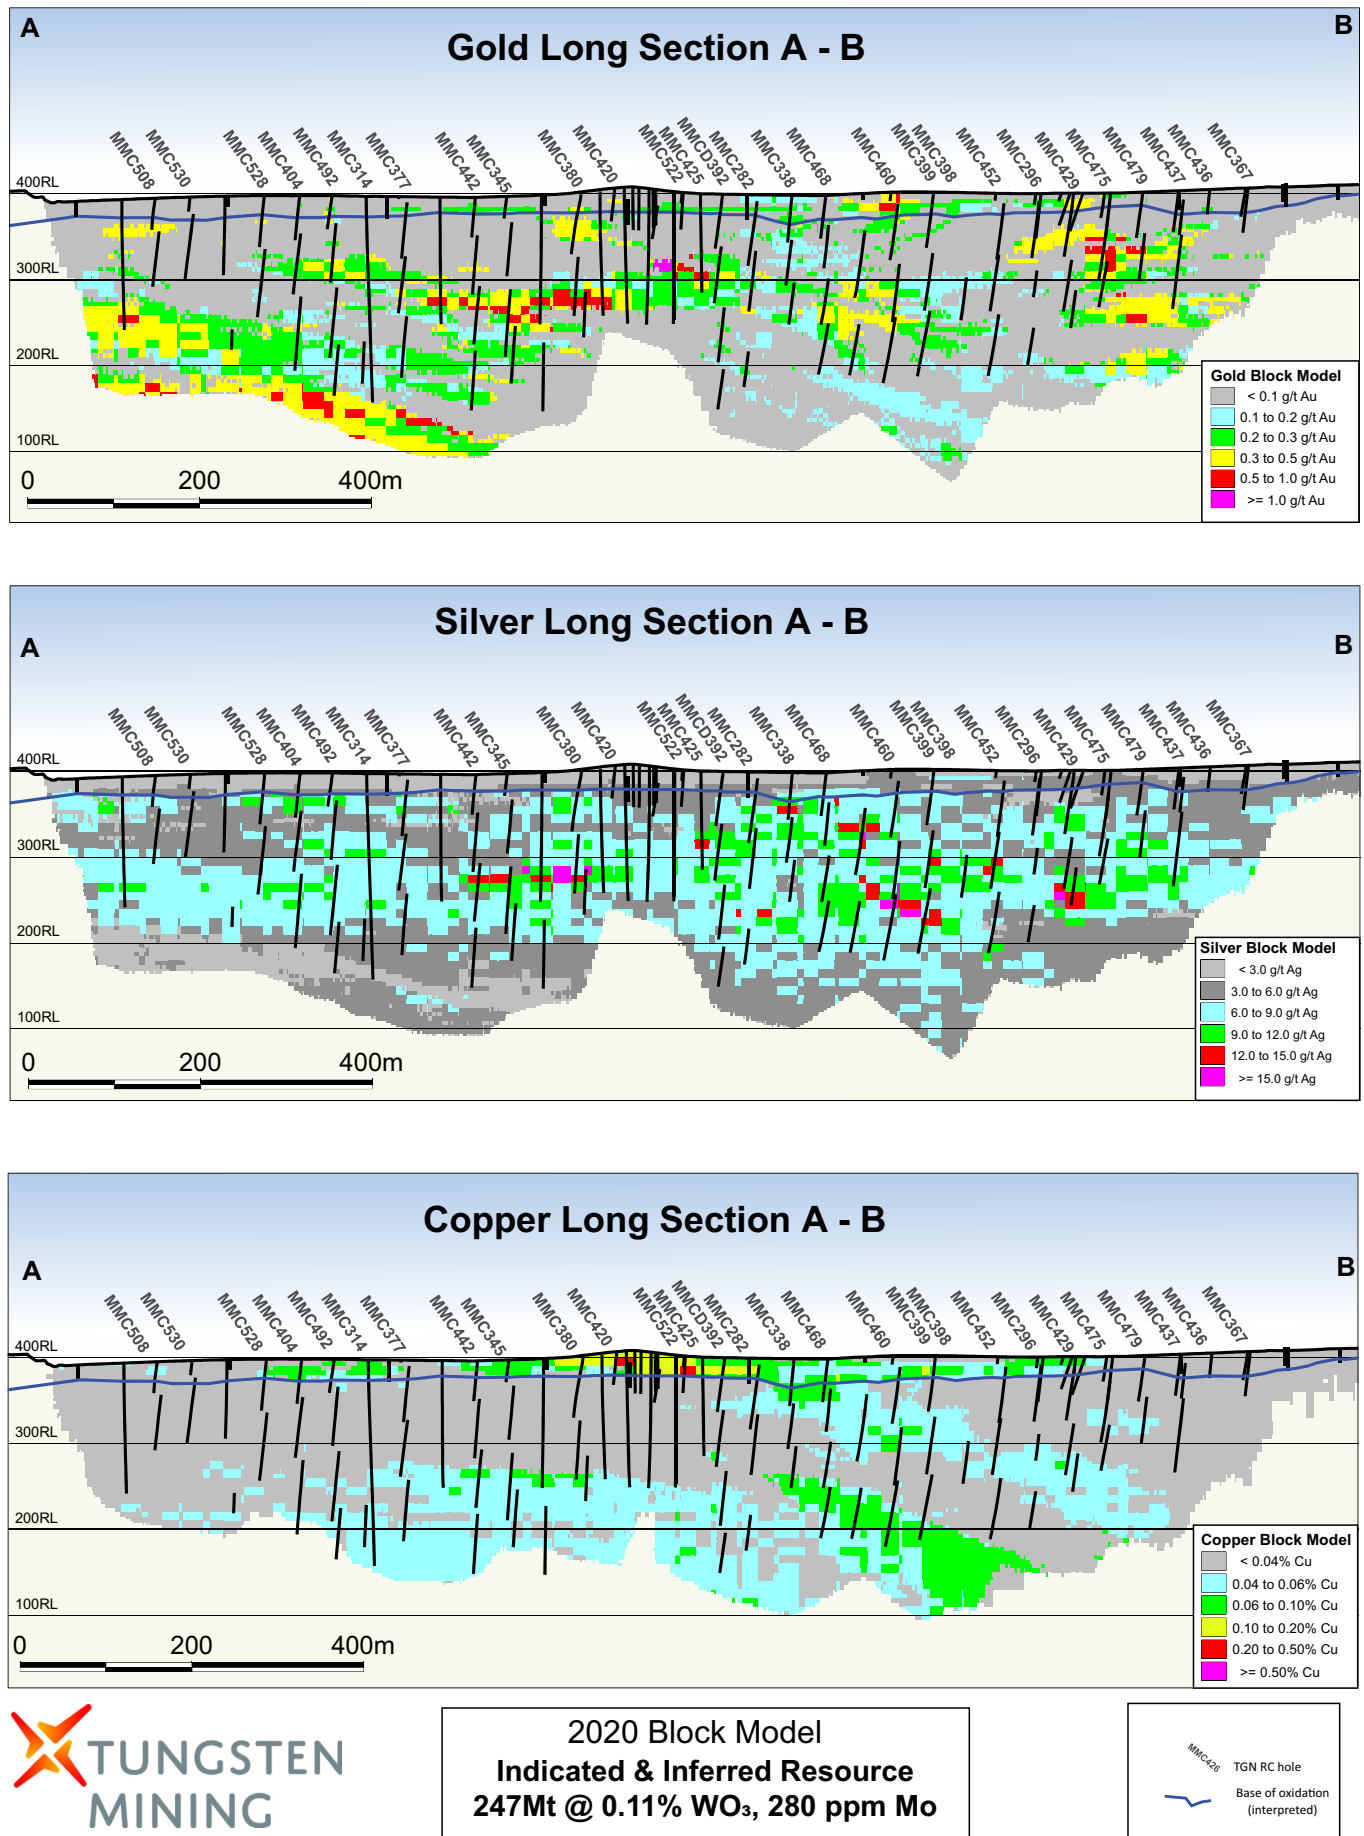 A
B
Gold Long Section A - B
MMC508
MMC530
MMC528
MMC404
MMC492
MMC314
MMC377
MMC442
MMC345
MMC380
MMC420
MMC522
MMC425
MMCD392
MMC282
MMC338
MMC468
MMC460
MMC399
MMC398
MMC452
MMC296
MMC429
MMC475
MMC479
MMC437
MMC436
MMC367
400RL
300RL
200RL
100RL
0 200 400m
Gold Block Model
< 0.1 g/t Au
0.1 to 0.2 g/t Au
0.2 to 0.3 g/t Au
0.3 to 0.5 g/t Au
0.5 to 1.0 g/t Au
>= 1.0 g/t Au
Silver Long Section A - B
A
B
MMC508
MMC530
MMC528
MMC404
MMC492
MMC314
MMC377
MMC442
MMC345
MMC380
MMC420
MMC522
MMC425
MMCD392
MMC282
MMC338
MMC468
MMC460
MMC399
MMC398
MMC452
MMC296
MMC429
MMC475
MMC479
MMC437
MMC436
MMC367
400RL
300RL
200RL
100RL
0 200 400m
Silver Block Model
< 3.0 g/t Ag
3.0 to 6.0 g/t Ag
6.0 to 9.0 g/t Ag
9.0 to 12.0 g/t Ag
12.0 to 15.0 g/t Ag
>= 15.0 g/t Ag
Copper Long Section A - B
A
B
MMC508
MMC530
MMC528
MMC404
MMC492
MMC314
MMC377
MMC442
MMC345
MMC380
MMC420
MMC522
MMC425
MMCD392
MMC282
MMC338
MMC468
MMC460
MMC399
MMC398
MMC452
MMC296
MMC429
MMC475
MMC479
MMC437
MMC436
MMC367
400RL
300RL
200RL
100RL
0 200 400m
Copper Block Model
< 0.04% Cu
0.04 to 0.06% Cu
0.06 to 0.10% Cu
0.10 to 0.20% Cu
0.20 to 0.50% Cu
>= 0.50% Cu
TUNGSTEN
MINING
2020 Block Model
Indicated & Inferred Resource
247Mt @ 0.11% WO₃, 280 ppm Mo
MMC426
TGN RC hole
Base of oxidation
(interpreted)